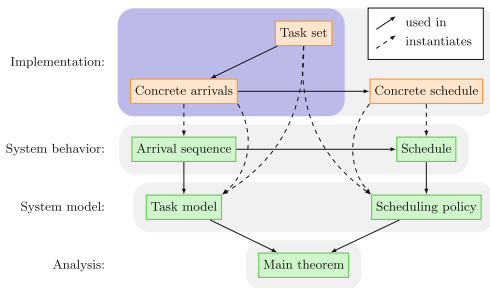 Task set
used in
instantiates
Implementation:
Concrete arrivals
Concrete schedule
System behavior:
Arrival sequence
Schedule
System model:
Task model
Scheduling policy
Analysis:
Main theorem